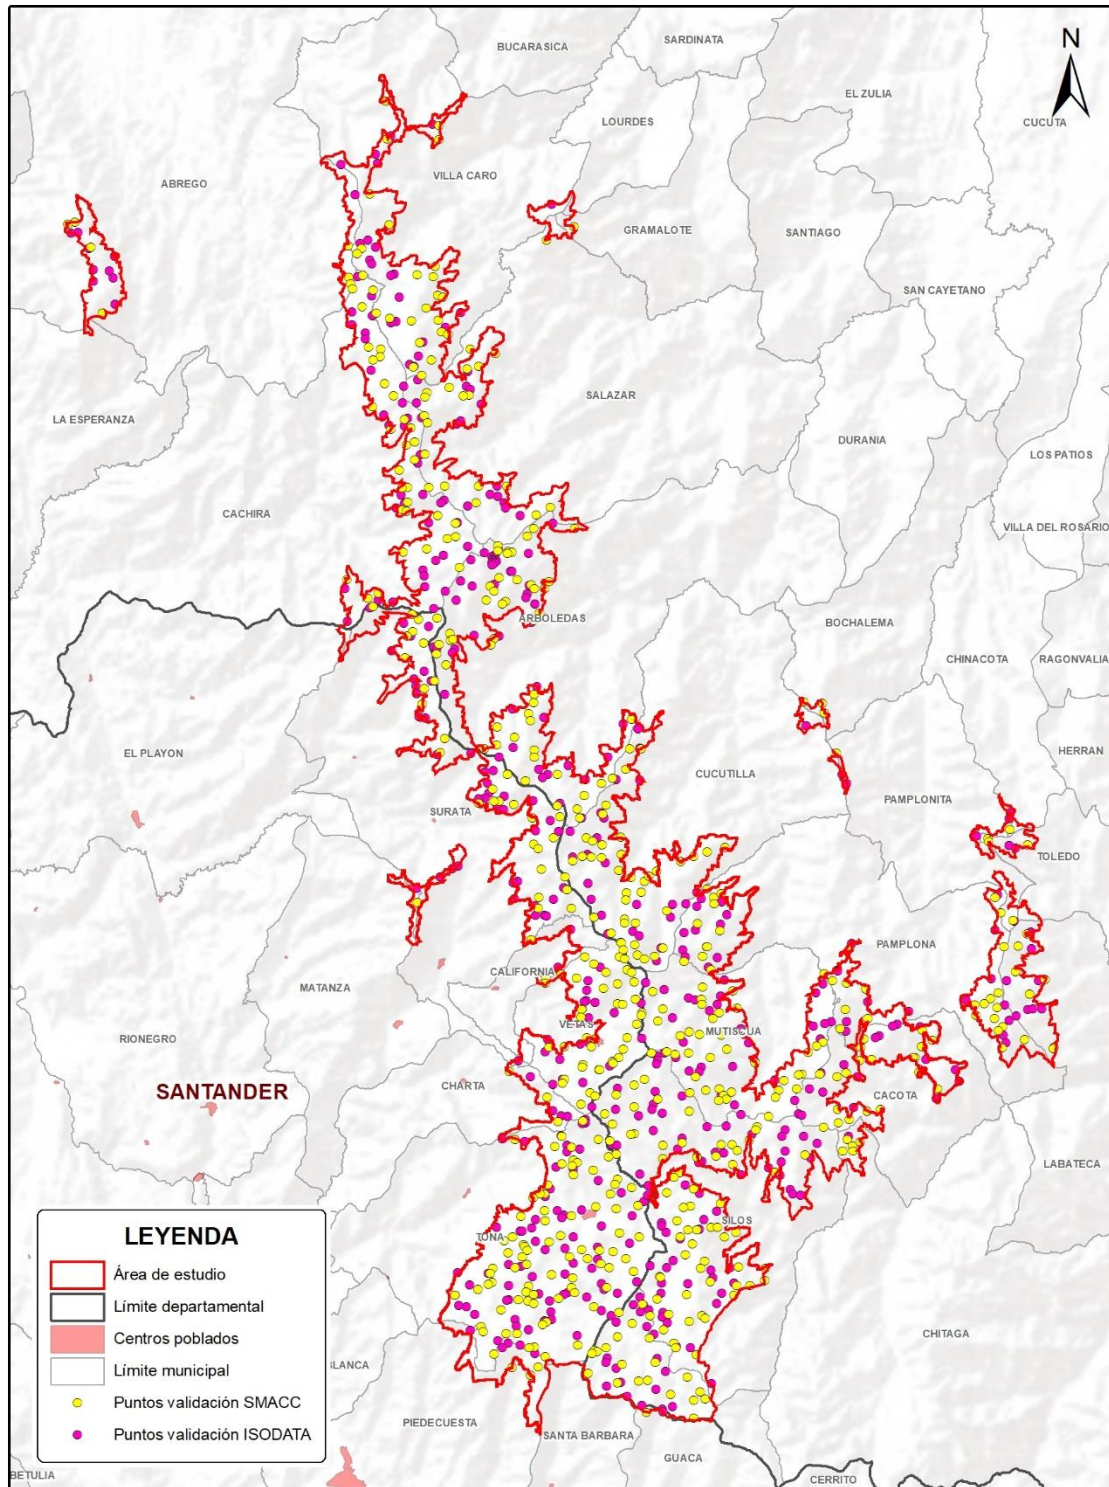 SARDINATA
BUCARASICA
N
EL ZULIA
LOURDES
CUCUTA
VILLA CARO
ABREGO
GRAMALOTE
SANTIAGO
SAN CAYETANO
SALAZAR
LA ESPERANZA
DURANIA
LOS PATIOS
CACHIRA
VILLA DEL ROSARIO
ARBOLEDAS
BOCHALEMA
CHINACOTA
RAGONVALIA
EL PLAYON
HERRAN
CUCUTILLA
PAMPLONITA
SURATA
TOLEDO
PAMPLONA
CALIFORNIA
MATANZA
VETAS
MUTISCUA
RIONEGRO
CHARTA
SANTANDER
CACOTA
LABATECA
SILOS
TONA
LEYENDA
Área de estudio
Límite departamental
Centros poblados
Límite municipal
Puntos validación SMACC
Puntos validación ISODATA
CHITAGA
BLANCA
PIEDECUESTA
SANTA BARBARA
GUACA
BETULIA
CERRITO